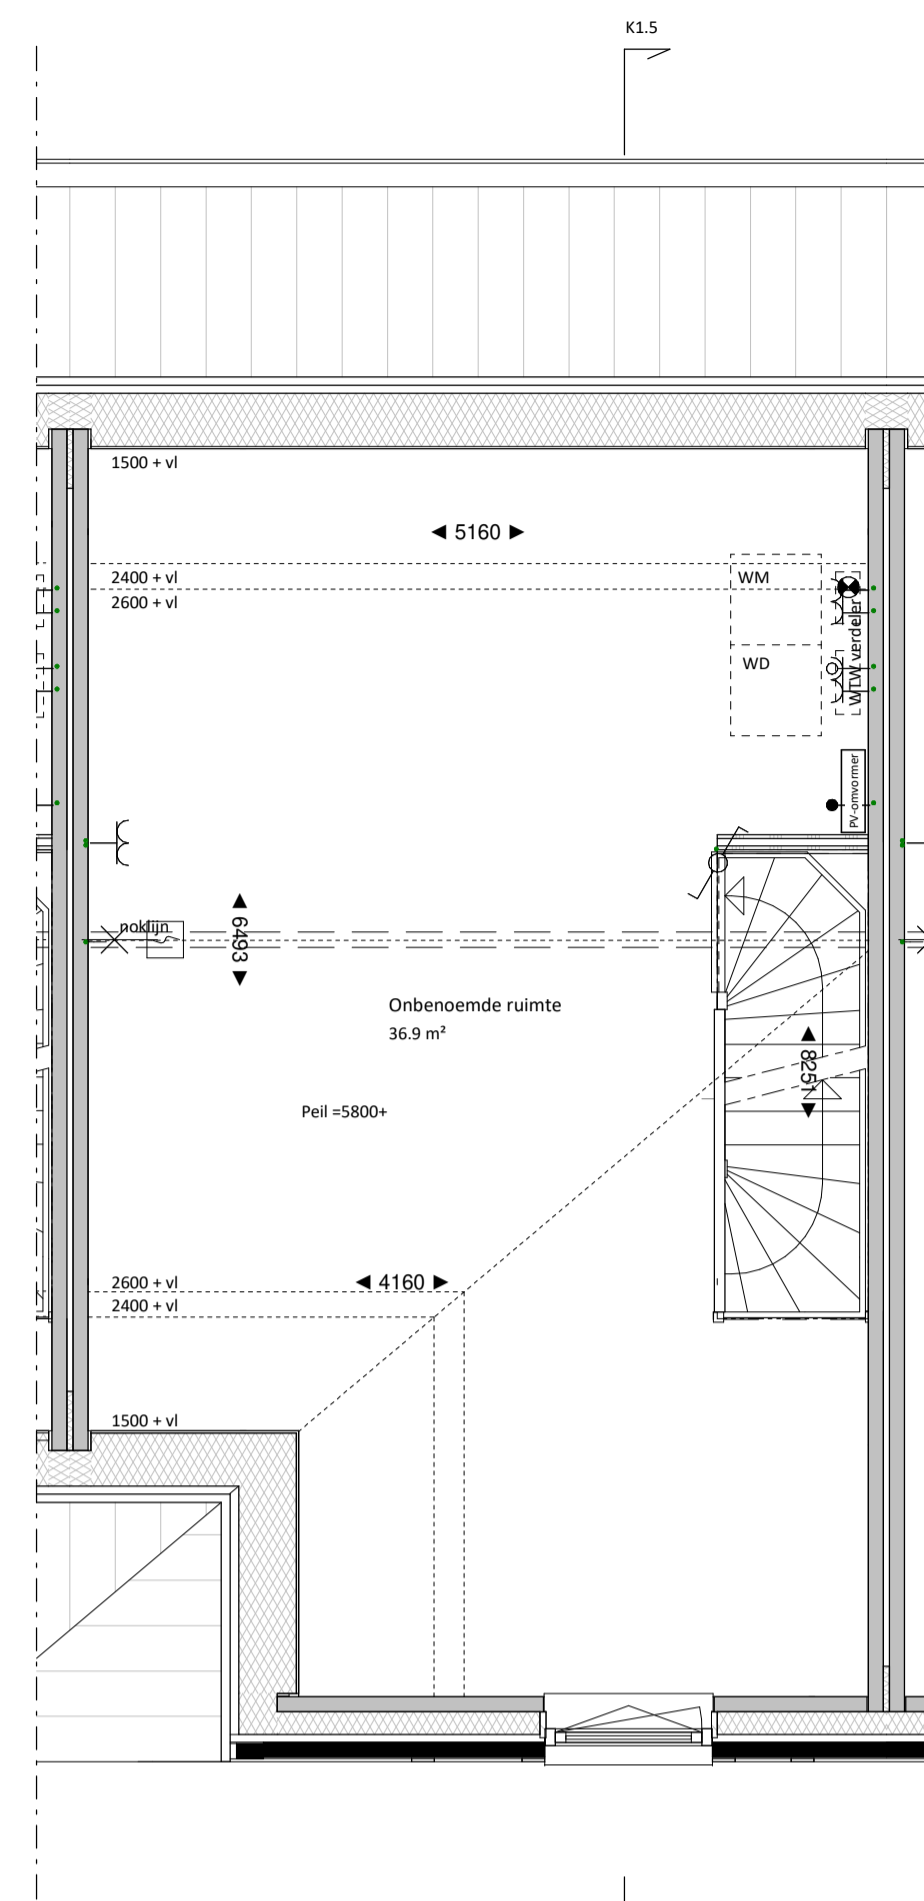 K1.5
1500 + vl
5160
2400 + vl
2600 + vl
WM
WD
WTW verdeler
PV-omvormer
noklijn
6493
Onbenoemde ruimte
36.9 m²
8251
Peil =5800+
2600 + vl
4160
2400 + vl
1500 + vl